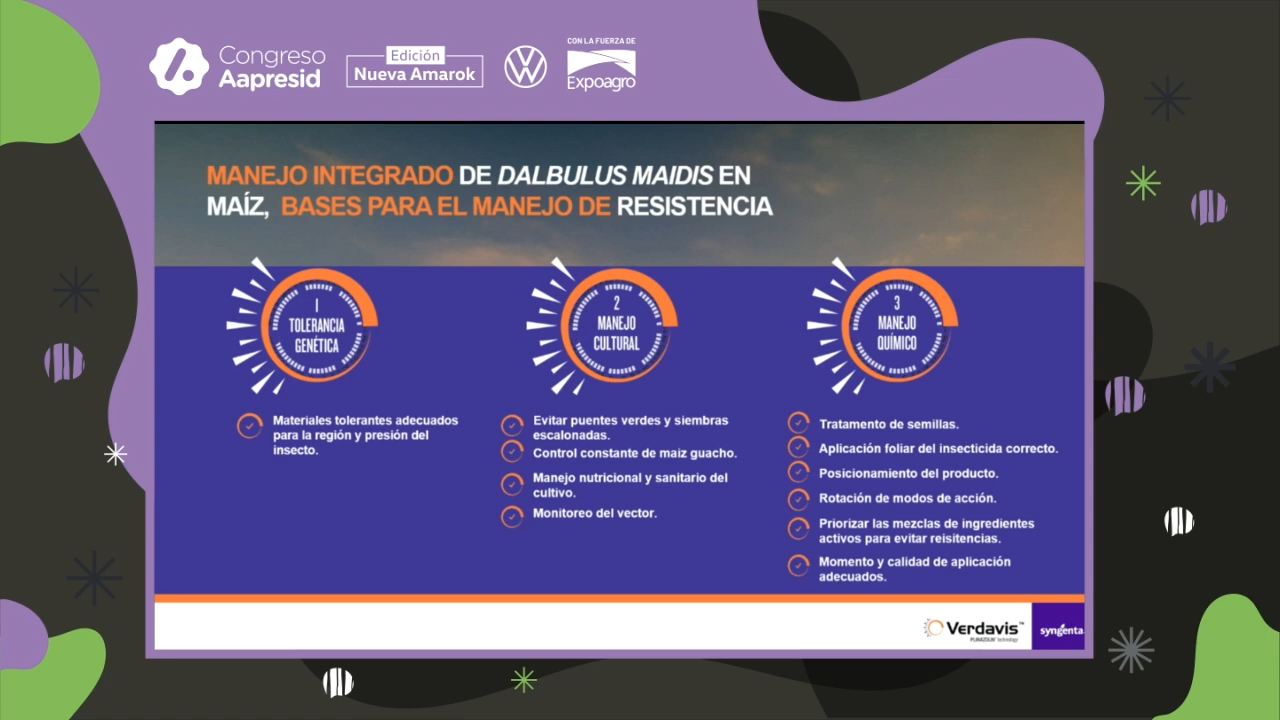 Congreso
Aapresid
Edición
Nueva Amarok
CON LA FUERZA DE
Expoagro
MANEJO INTEGRADO DE DALBULUS MAIDIS EN
MAÍZ, BASES PARA EL MANEJO DE RESISTENCIA
1
TOLERANCIA
GENÉTICA
Materiales tolerantes adecuados
para la región y presión del
insecto.
2
MANEJO
CULTURAL
Evitar puentes verdes y siembras
escalonadas.
Control constante de maiz guacho.
Manejo nutricional y sanitario del
cultivo.
Monitoreo del vector.
3
MANEJO
QUÍMICO
Tratamento de semillas.
Aplicación foliar del insecticida correcto.
Posicionamiento del producto.
Rotación de modos de acción.
Priorizar las mezclas de ingredientes
activos para evitar reisitencias.
Momento y calidad de aplicación
adecuados.
Verdavis™
PLINAZOLIN® technology
syngenta